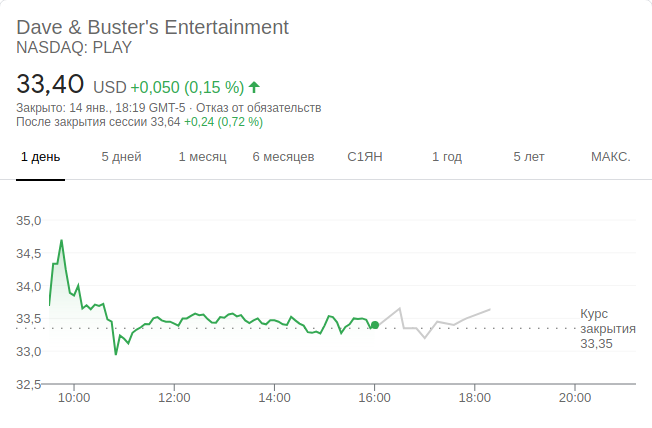 Dave & Buster's Entertainment
NASDAQ: PLAY
33,40 USD +0,050 (0,15 %)
Закрыто: 14 янв., 18:19 GMT-5 · Отказ от обязательств
После закрытия сессии 33,64 +0,24 (0,72 %)
1 день 5 дней 1 месяц 6 месяцев С1ЯН 1 год 5 лет МАКС.
35,0
34,5
34,0
33,5
33,0
32,5
Курс
закрытия
33,35
10:00 12:00 14:00 16:00 18:00 20:00